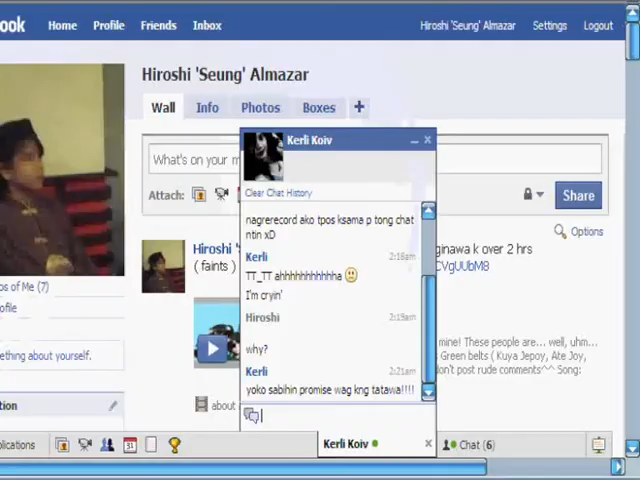 ook Home Profile Friends Inbox Hiroshi 'Seung' Almazar Settings Logout
Hiroshi 'Seung' Almazar
Wall Info Photos Boxes +
What's on your m
Attach: Share
Options
Kerli Koiv
Clear Chat History
nagrerecord ako tpos ksama p tong chat
ntin xD
Kerli 2:16am
TT_TT ahhhhhhhhhhha
I'm cryin'
Hiroshi 2:19am
why?
Kerli 2:21am
yoko sabihin promise wag kng tatawa!!!!
Kerli Koiv
Hiroshi '
( faints )
ginawa k over 2 hrs
CVgUUbM8
mine! These people are... well, uhm...
Green belts ( Kuya Jepoy, Ate Joy,
don't post rude comments^^ Song:
about
os of Me (7)
ofile
ething about yourself.
tion
plications
31
Chat (6)